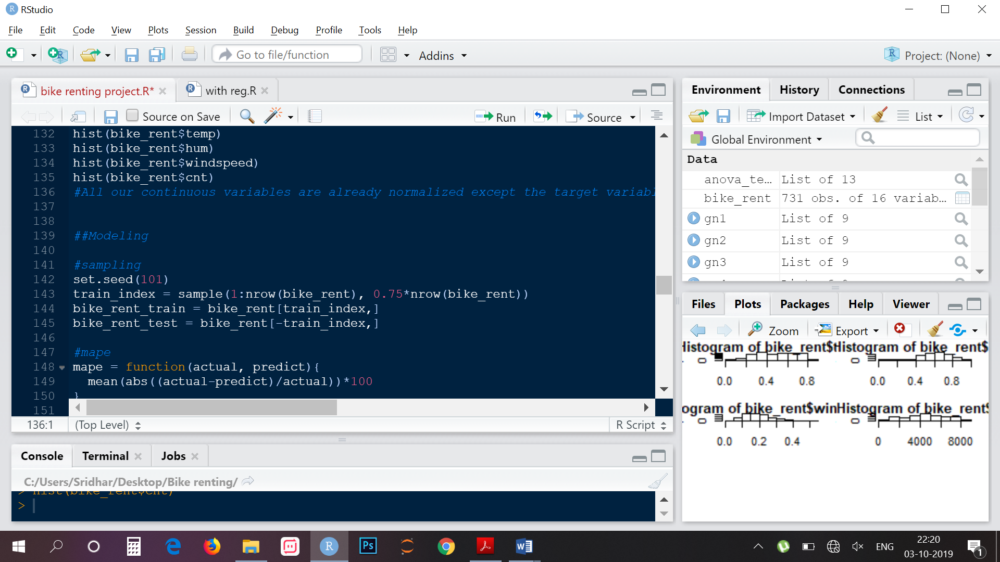 RStudio
File Edit Code View Plots Session Build Debug Profile Tools Help
Go to file/function Addins Project: (None)
bike renting project.R* with reg.R
Source on Save Run Source
132 hist(bike_rent$temp)
133 hist(bike_rent$hum)
134 hist(bike_rent$windspeed)
135 hist(bike_rent$cnt)
136 #All our continuous variables are already normalized except the target variabl
137
138
139 ##Modeling
140
141 #sampling
142 set.seed(101)
143 train_index = sample(1:nrow(bike_rent), 0.75*nrow(bike_rent))
144 bike_rent_train = bike_rent[train_index,]
145 bike_rent_test = bike_rent[-train_index,]
146
147 #mape
148 mape = function(actual, predict){
149 mean(abs((actual-predict)/actual))*100
150 }
151
136:1 (Top Level) R Script
Console Terminal Jobs
C:/Users/Sridhar/Desktop/Bike renting/
> hist(bike_rent$cnt)
>
Environment History Connections
Import Dataset List
Global Environment
Data
anova_te… List of 13
bike_rent 731 obs. of 16 variab…
gn1 List of 9
gn2 List of 9
gn3 List of 9
Files Plots Packages Help Viewer
Zoom Export
Histogram of bike_rent$ Histogram of bike_rent$
0 0
0.0 0.4 0.8 0.0 0.4 0.8
ogram of bike_rent$win Histogram of bike_rent$
0 0
0.0 0.2 0.4 0 4000 8000
R Ps W ENG 22:20
03-10-2019 1